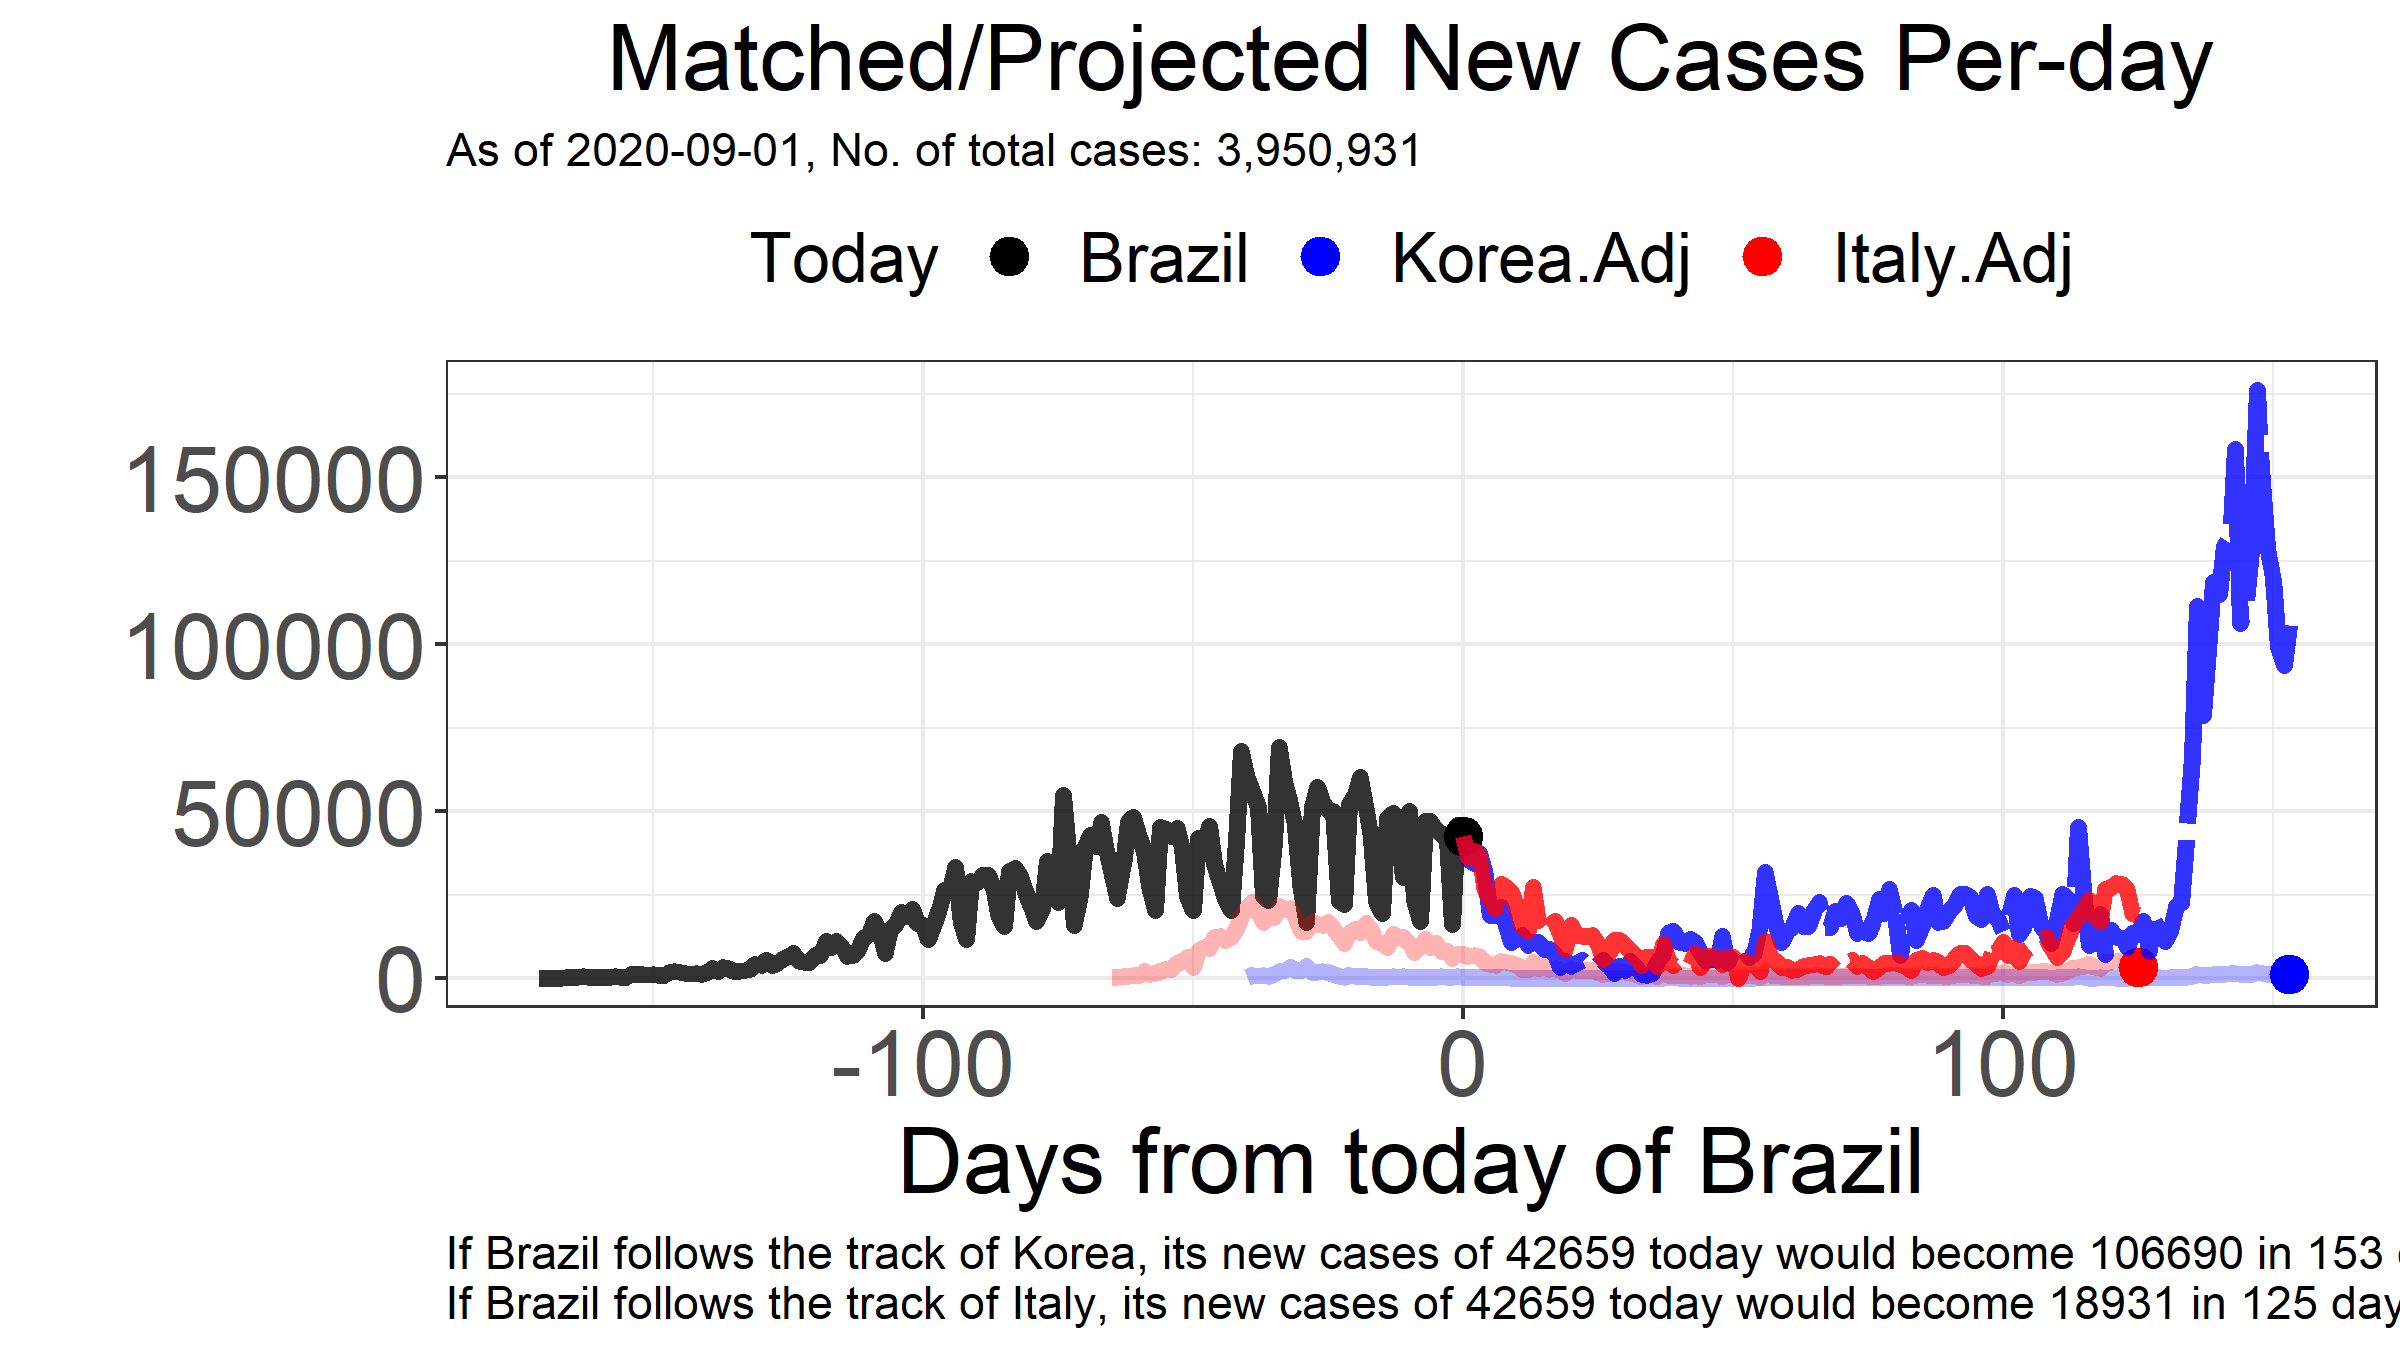 Matched/Projected New Cases Per-day
As of 2020-09-01, No. of total cases: 3,950,931
Today Brazil Korea.Adj Italy.Adj
150000
100000
50000
0
-100 0 100
Days from today of Brazil
If Brazil follows the track of Korea, its new cases of 42659 today would become 106690 in 153
If Brazil follows the track of Italy, its new cases of 42659 today would become 18931 in 125 day